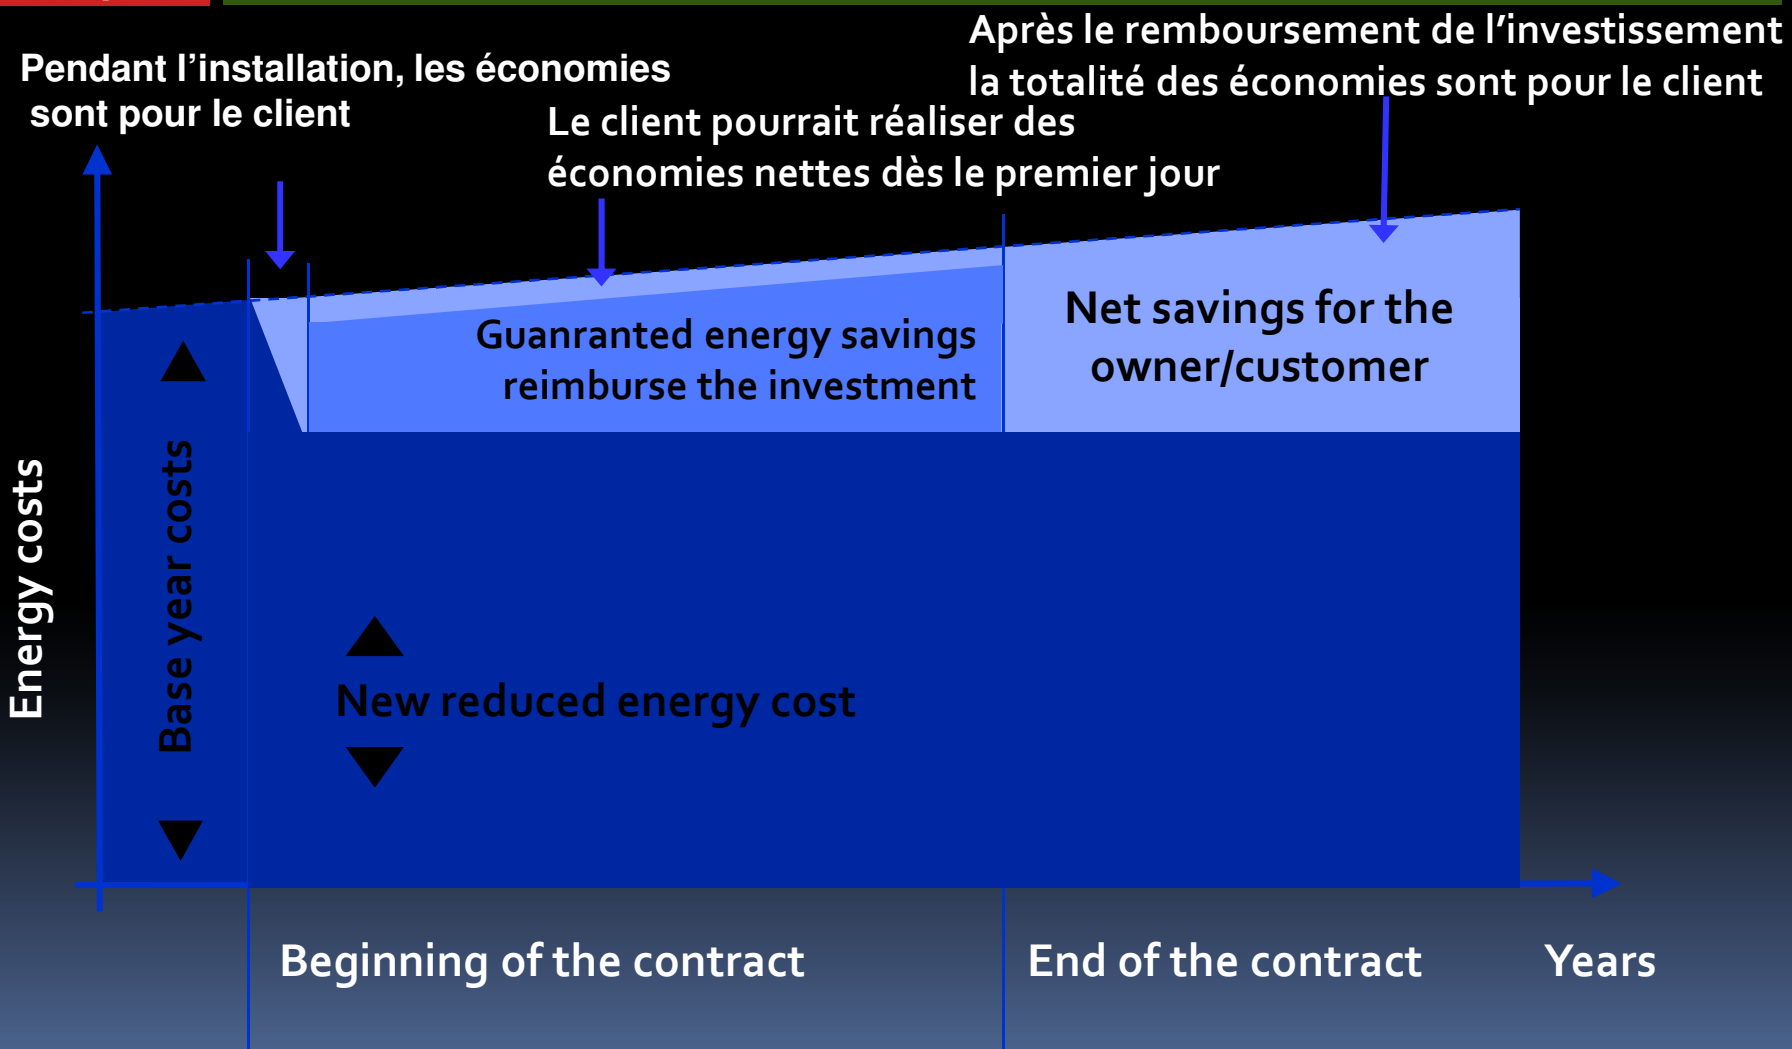 Après le remboursement de l'investissement
la totalité des économies sont pour le client
Pendant l'installation, les économies
sont pour le client
Le client pourrait réaliser des
économies nettes dès le premier jour
Net savings for the
owner/customer
Guanranted energy savings
reimburse the investment
Energy costs
Base year costs
New reduced energy cost
Beginning of the contract
End of the contract
Years